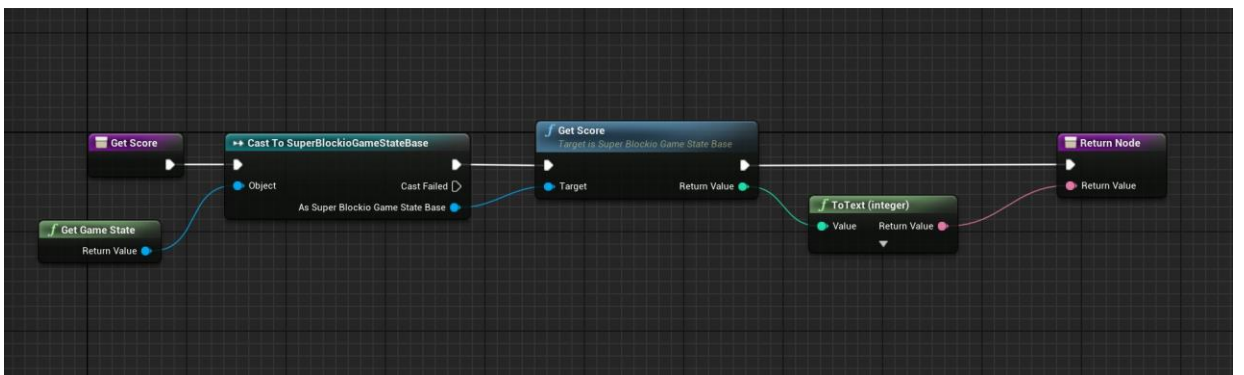 Get Score
Get Game State
Return Value
Cast To SuperBlockioGameStateBase
Object
Cast Failed
As Super Blockio Game State Base
Get Score
Target is Super Blockio Game State Base
Target
Return Value
ToText (integer)
Value
Return Value
Return Node
Return Value